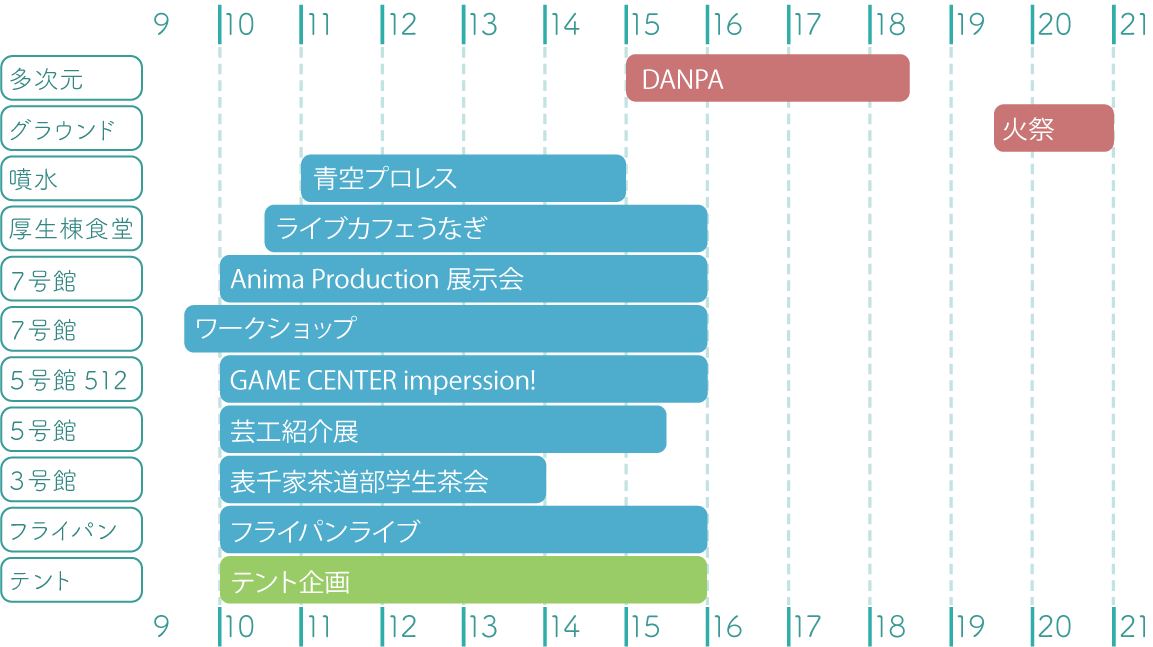 9 10 11 12 13 14 15 16 17 18 19 20 21
多次元 DANPA
グラウンド 火祭
噴水 青空プロレス
厚生棟食堂 ライブカフェうなぎ
7号館 Anima Production 展示会
7号館 ワークショップ
5号館 512 GAME CENTER imperssion!
5号館 芸工紹介展
3号館 表千家茶道部学生茶会
フライパン フライパンライブ
テント テント企画
9 10 11 12 13 14 15 16 17 18 19 20 21